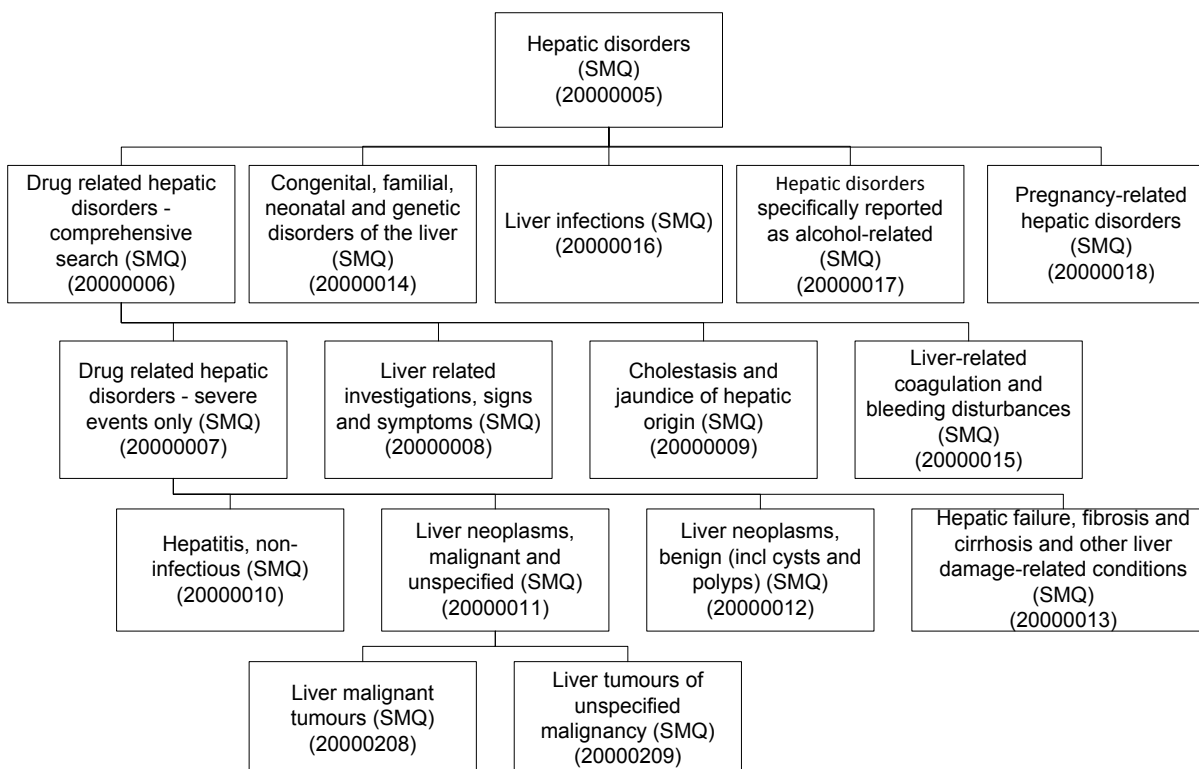 Hepatic disorders
(SMQ)
(20000005)
Drug related hepatic
disorders -
comprehensive
search (SMQ)
(20000006)
Congenital, familial,
neonatal and genetic
disorders of the liver
(SMQ)
(20000014)
Liver infections (SMQ)
(20000016)
Hepatic disorders
specifically reported
as alcohol-related
(SMQ)
(20000017)
Pregnancy-related
hepatic disorders
(SMQ)
(20000018)
Drug related hepatic
disorders - severe
events only (SMQ)
(20000007)
Liver related
investigations, signs
and symptoms (SMQ)
(20000008)
Cholestasis and
jaundice of hepatic
origin (SMQ)
(20000009)
Liver-related
coagulation and
bleeding disturbances
(SMQ)
(20000015)
Hepatitis, non-
infectious (SMQ)
(20000010)
Liver neoplasms,
malignant and
unspecified (SMQ)
(20000011)
Liver neoplasms,
benign (incl cysts and
polyps) (SMQ)
(20000012)
Hepatic failure, fibrosis and
cirrhosis and other liver
damage-related conditions
(SMQ)
(20000013)
Liver malignant
tumours (SMQ)
(20000208)
Liver tumours of
unspecified
malignancy (SMQ)
(20000209)